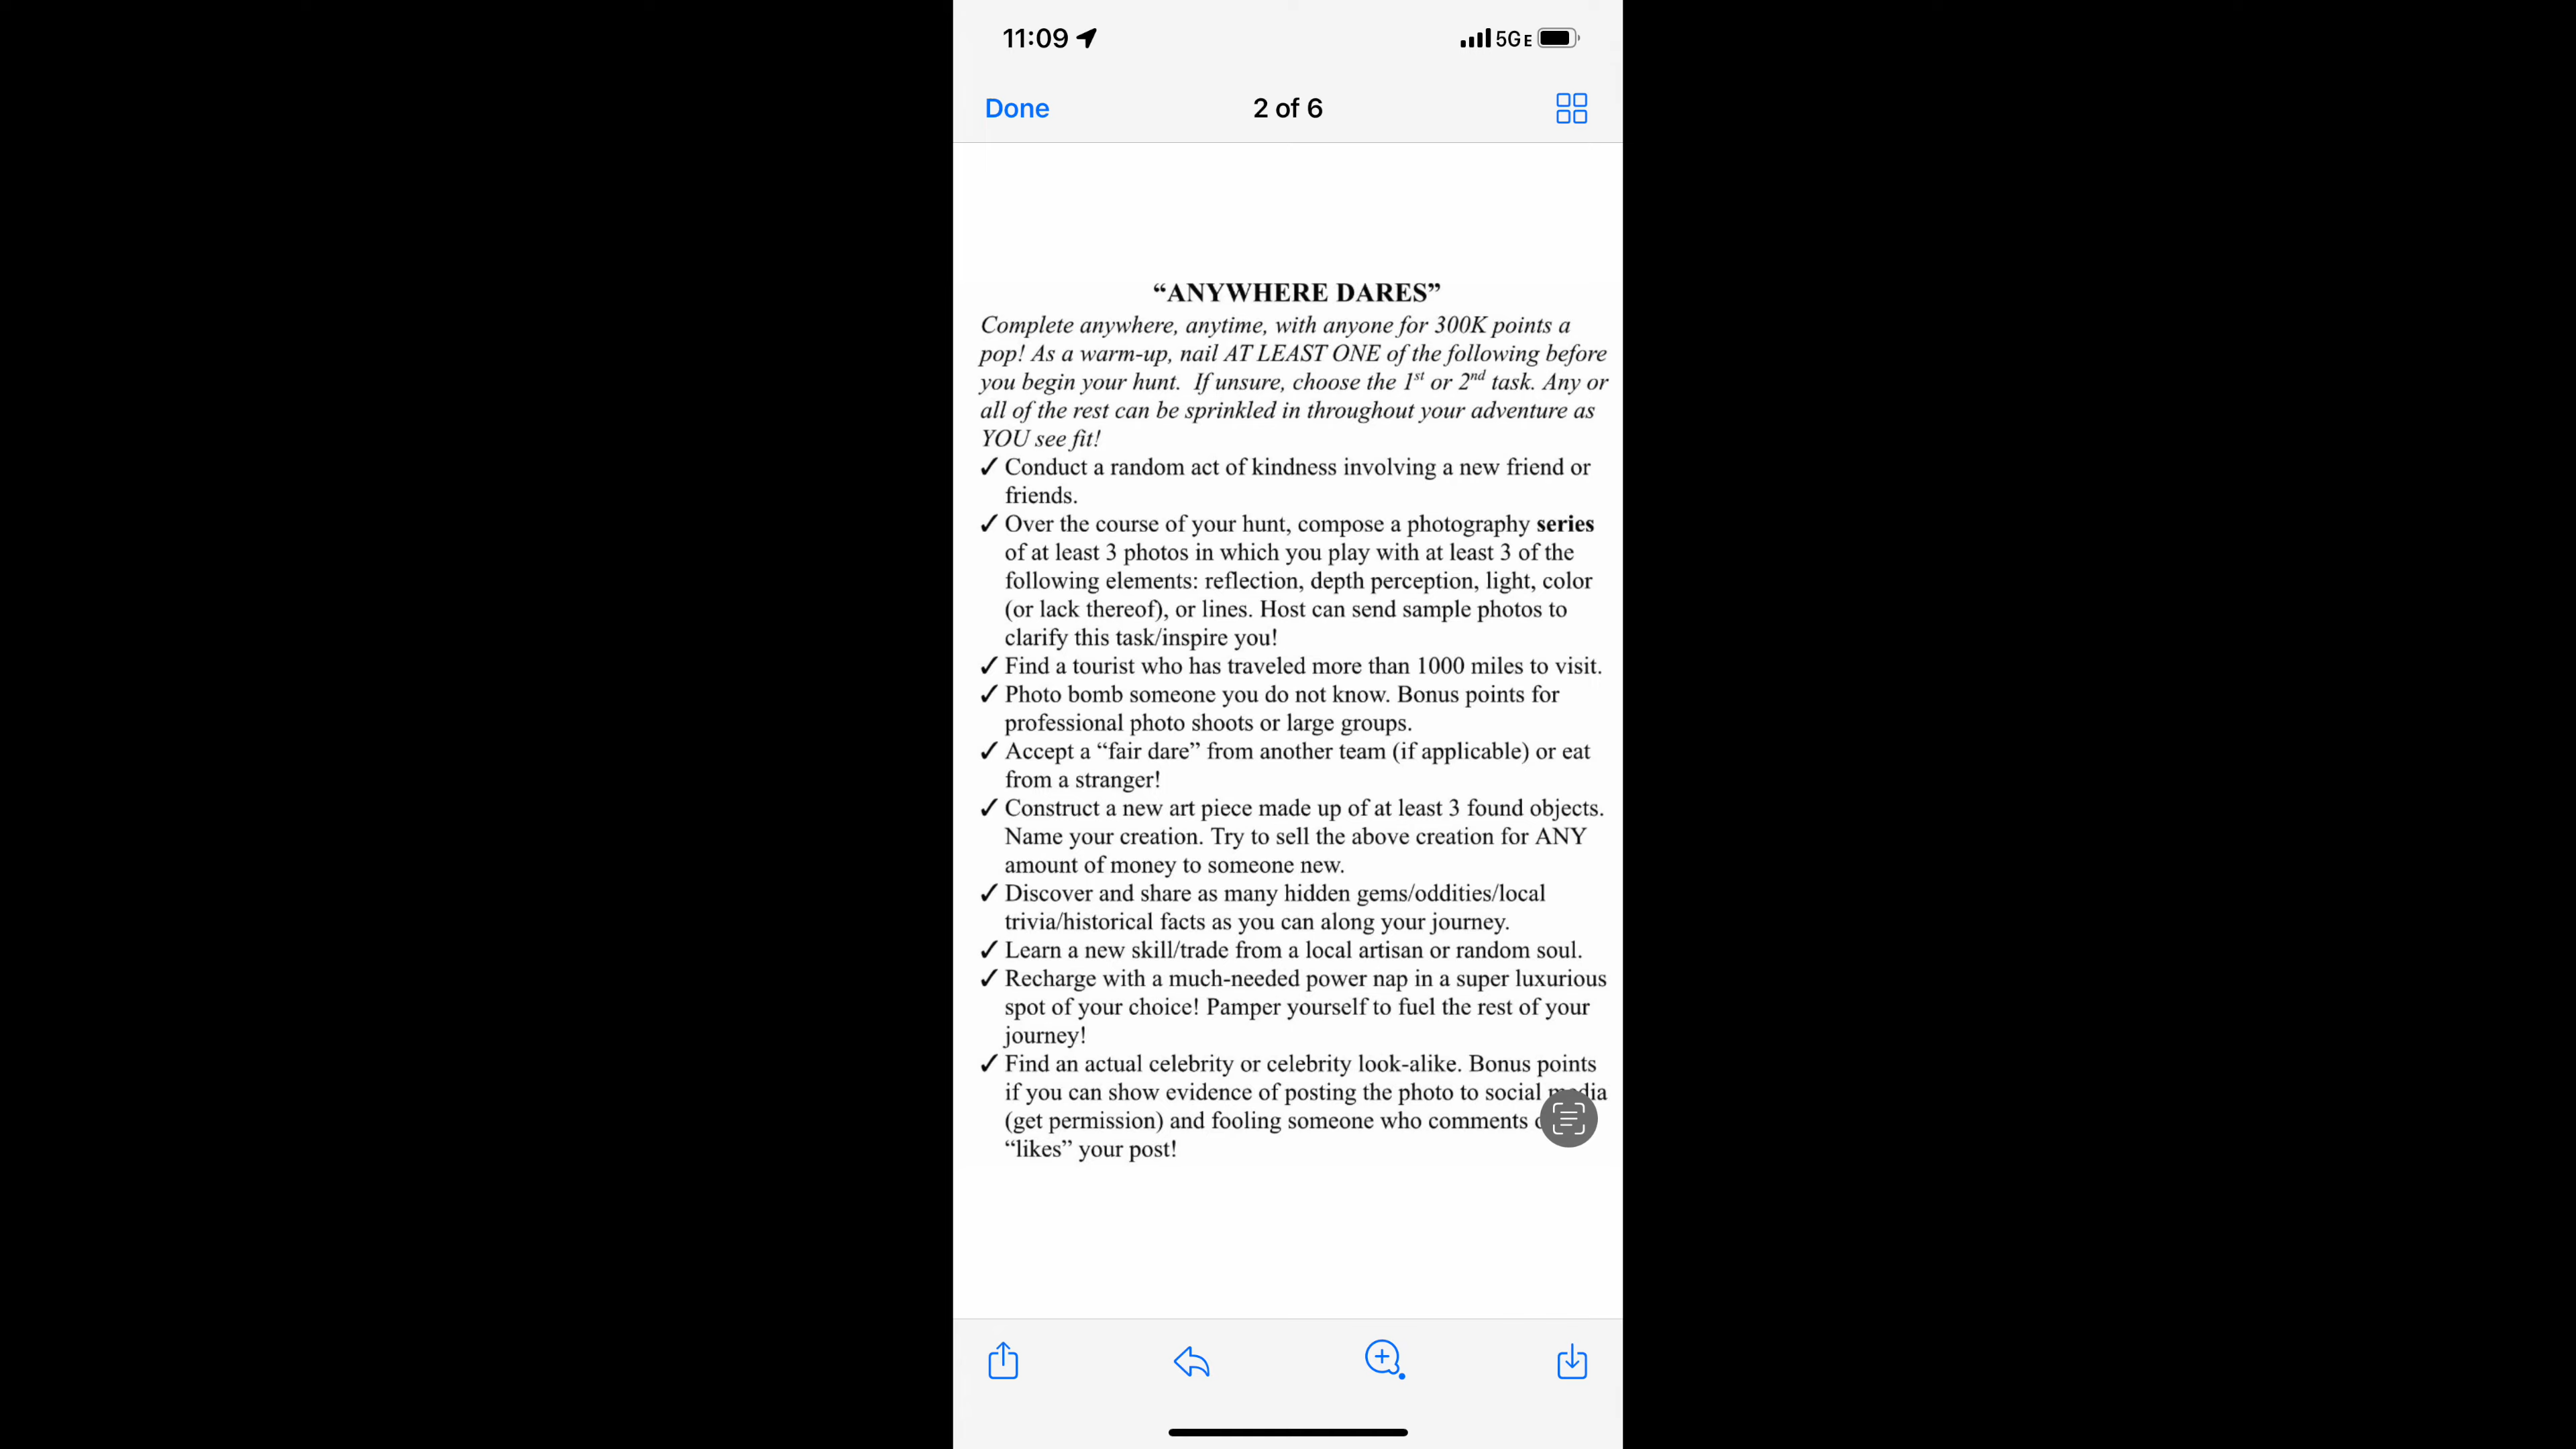 11:09
5GE
Done
2 of 6
“ANYWHERE DARES”
Complete anywhere, anytime, with anyone for 300K points a
pop! As a warm-up, nail AT LEAST ONE of the following before
you begin your hunt.  If unsure, choose the 1st or 2nd task. Any or
all of the rest can be sprinkled in throughout your adventure as
YOU see fit!
✓ Conduct a random act of kindness involving a new friend or
friends.
✓ Over the course of your hunt, compose a photography series
of at least 3 photos in which you play with at least 3 of the
following elements: reflection, depth perception, light, color
(or lack thereof), or lines. Host can send sample photos to
clarify this task/inspire you!
✓ Find a tourist who has traveled more than 1000 miles to visit.
✓ Photo bomb someone you do not know. Bonus points for
professional photo shoots or large groups.
✓ Accept a “fair dare” from another team (if applicable) or eat
from a stranger!
✓ Construct a new art piece made up of at least 3 found objects.
Name your creation. Try to sell the above creation for ANY
amount of money to someone new.
✓ Discover and share as many hidden gems/oddities/local
trivia/historical facts as you can along your journey.
✓ Learn a new skill/trade from a local artisan or random soul.
✓ Recharge with a much-needed power nap in a super luxurious
spot of your choice! Pamper yourself to fuel the rest of your
journey!
✓ Find an actual celebrity or celebrity look-alike. Bonus points
if you can show evidence of posting the photo to social media
(get permission) and fooling someone who comments
“likes” your post!